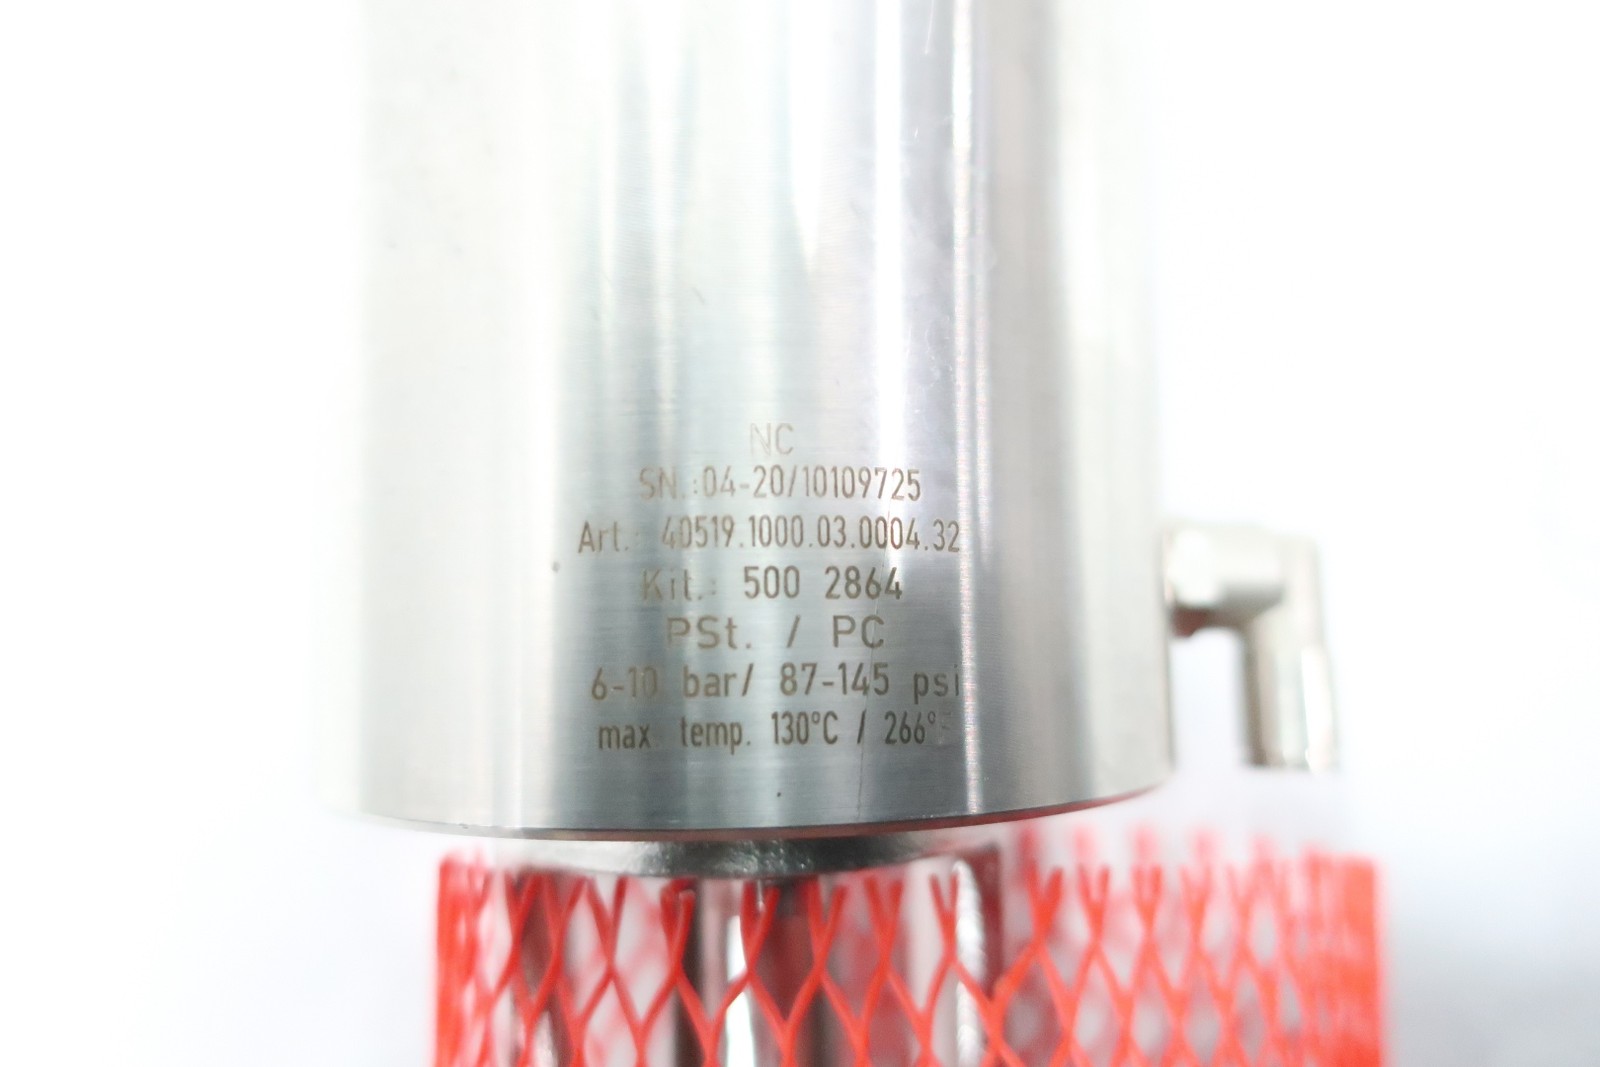 NC
SN.:04-20/10109725
Art.: 40519.1000.03.0004.32
Kit.: 500 2864
PSt. / PC
6-10 bar/ 87-145 psi
max. temp. 130°C / 266°F